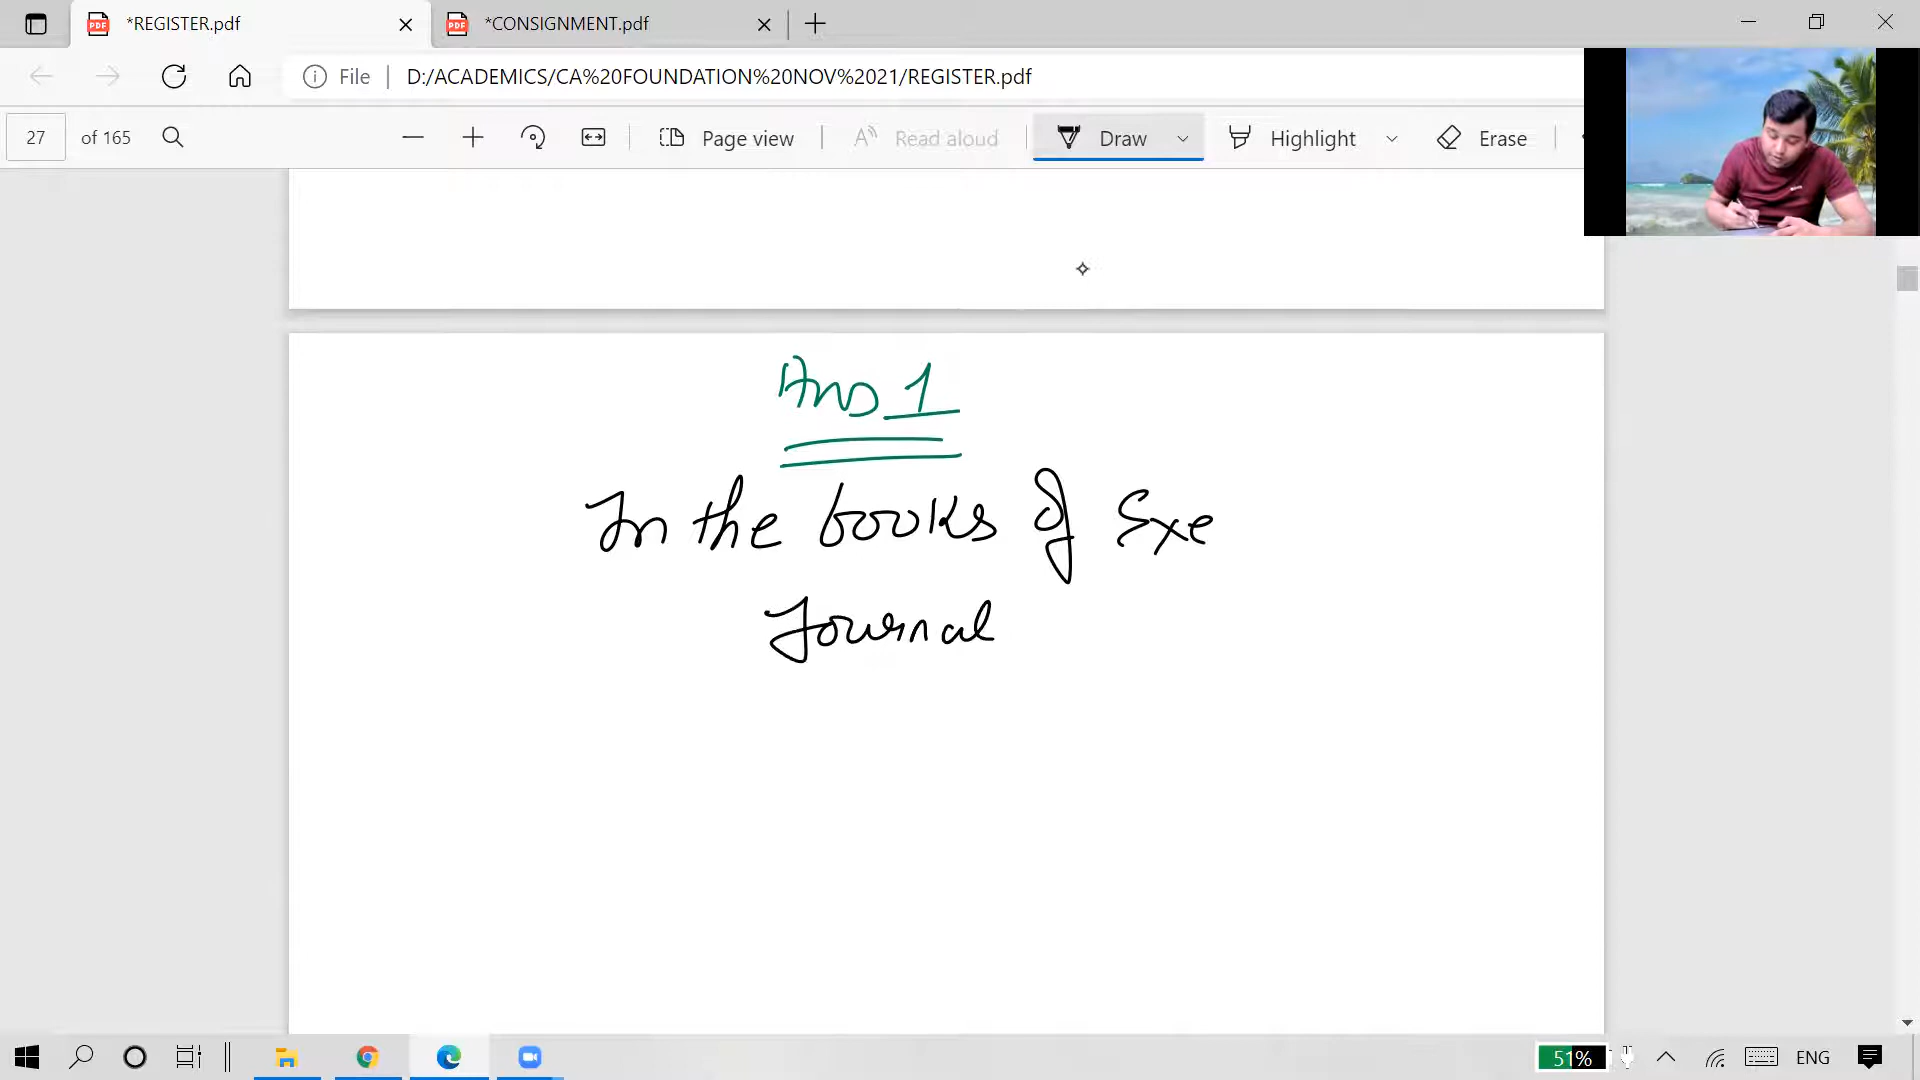 *REGISTER.pdf
*CONSIGNMENT.pdf
File
D:/ACADEMICS/CA%20FOUNDATION%20NOV%2021/REGISTER.pdf
27 of 165
Page view
Read aloud
Draw
Highlight
Erase
Ans 1
In the books of Exe
Journal
51%
ENG